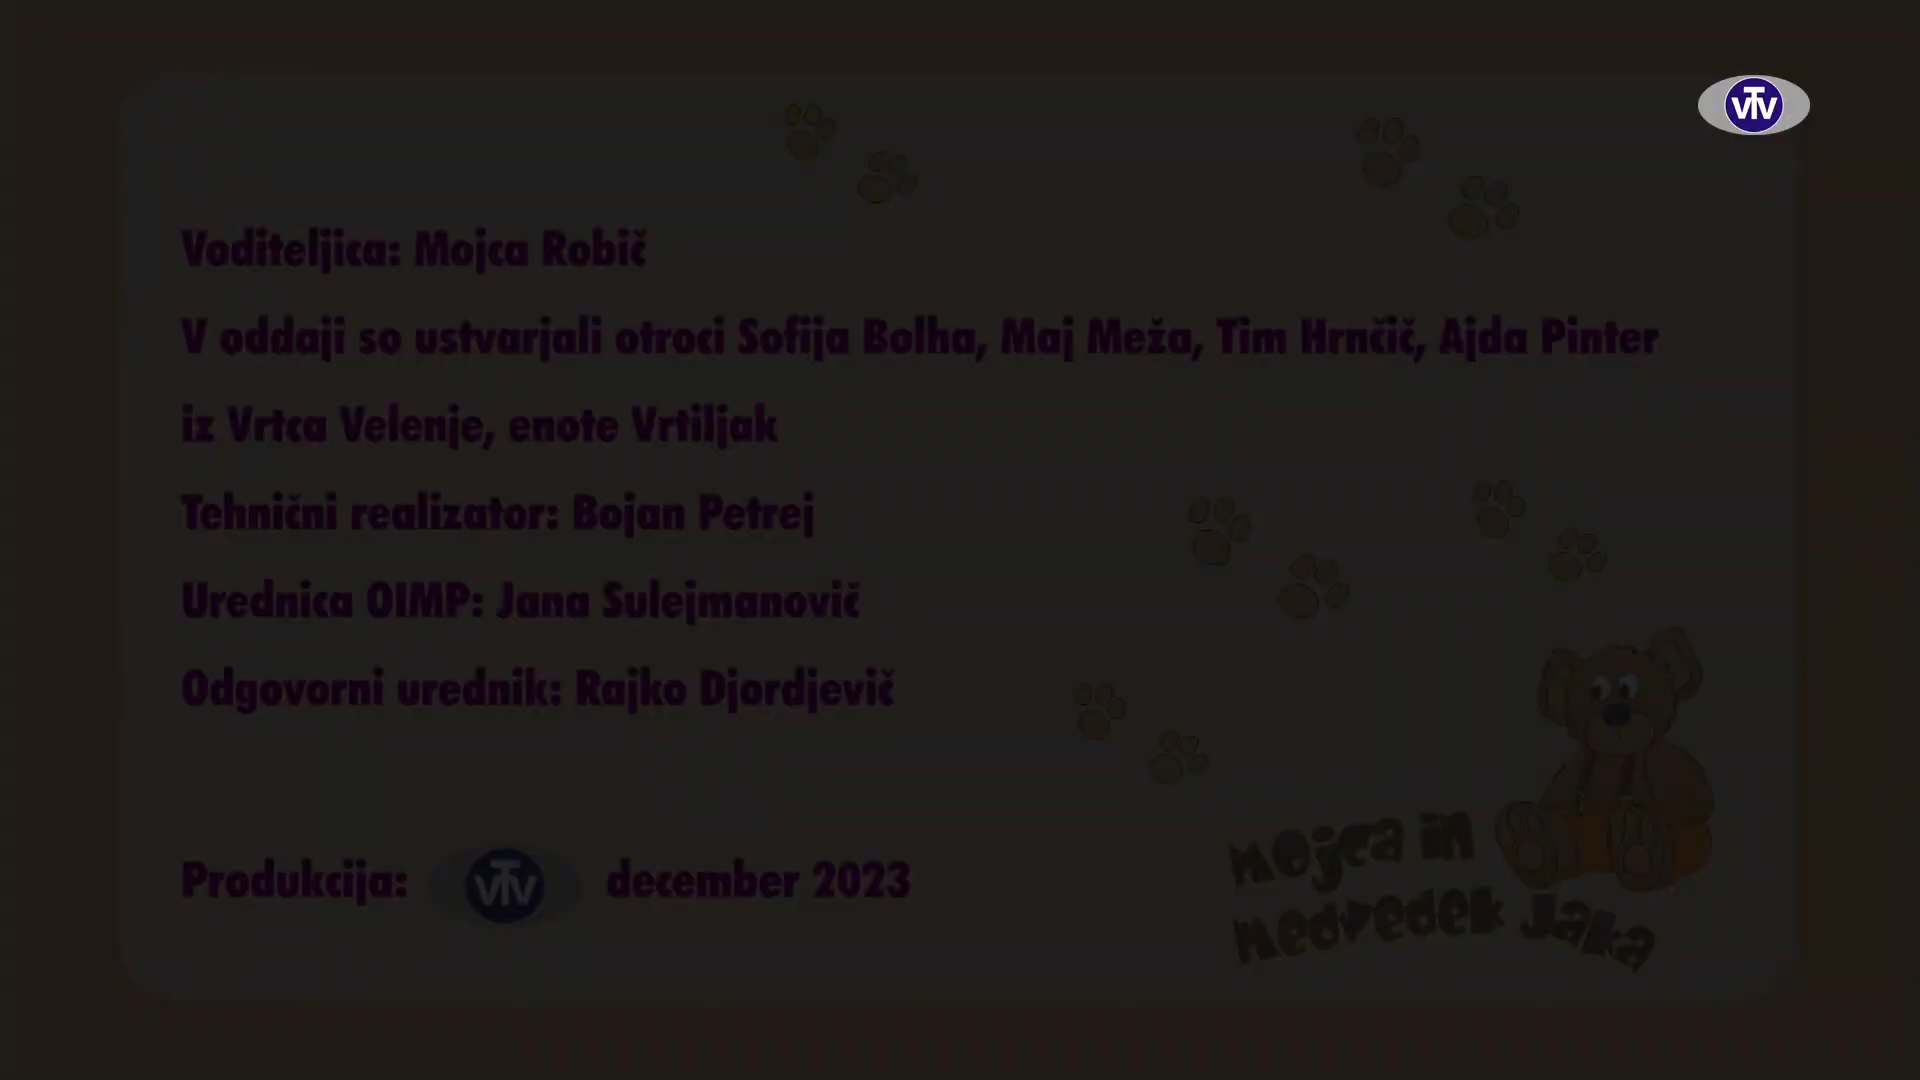 VTV
Voditeljica: Mojca Robič
V oddaji so ustvarjali otroci Sofija Bolha, Maj Meža, Tim Hrnčič, Ajda Pinter
iz Vrtca Velenje, enote Vrtiljak
Tehnični realizator: Bojan Petrej
Urednica OIMP: Jana Sulejmanovič
Odgovorni urednik: Rajko Djordjevič
Produkcija: VTV december 2023
Mojca in
medvedek Jaka